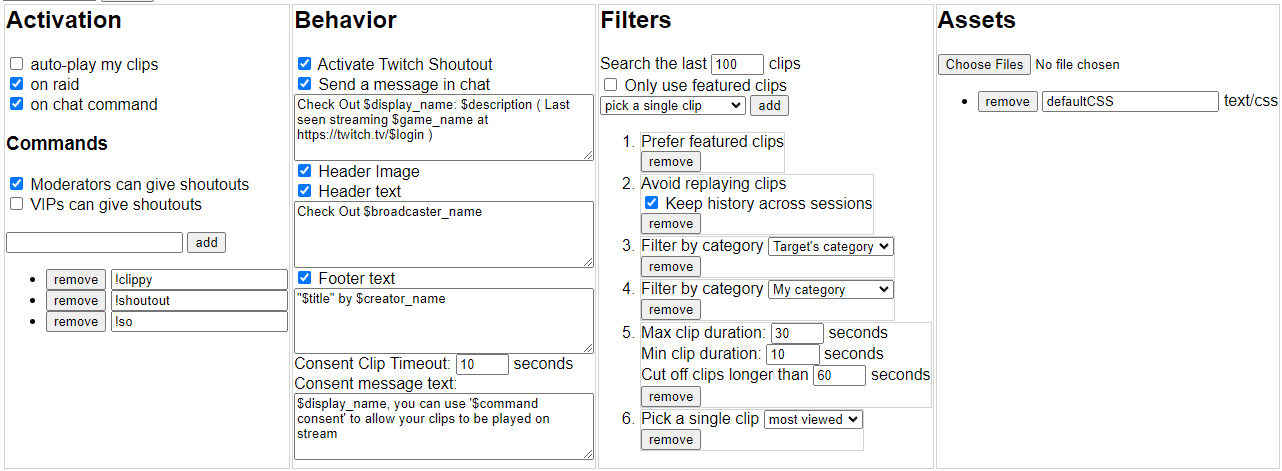 Activation
auto-play my clips
on raid
on chat command
Commands
Moderators can give shoutouts
VIPs can give shoutouts
add
remove !clippy
remove !shoutout
remove !so
Behavior
Activate Twitch Shoutout
Send a message in chat
Check Out $display_name: $description ( Last
seen streaming $game_name at
https://twitch.tv/$login )
Header Image
Header text
Check Out $broadcaster_name
Footer text
"$title" by $creator_name
Consent Clip Timeout: 10 seconds
Consent message text:
$display_name, you can use '$command
consent' to allow your clips to be played on
stream
Filters
Search the last 100 clips
Only use featured clips
pick a single clip add
1. Prefer featured clips
remove
2. Avoid replaying clips
Keep history across sessions
remove
3. Filter by category Target's category
remove
4. Filter by category My category
remove
5. Max clip duration: 30 seconds
Min clip duration: 10 seconds
Cut off clips longer than 60 seconds
remove
6. Pick a single clip most viewed
remove
Assets
Choose Files No file chosen
remove defaultCSS text/css